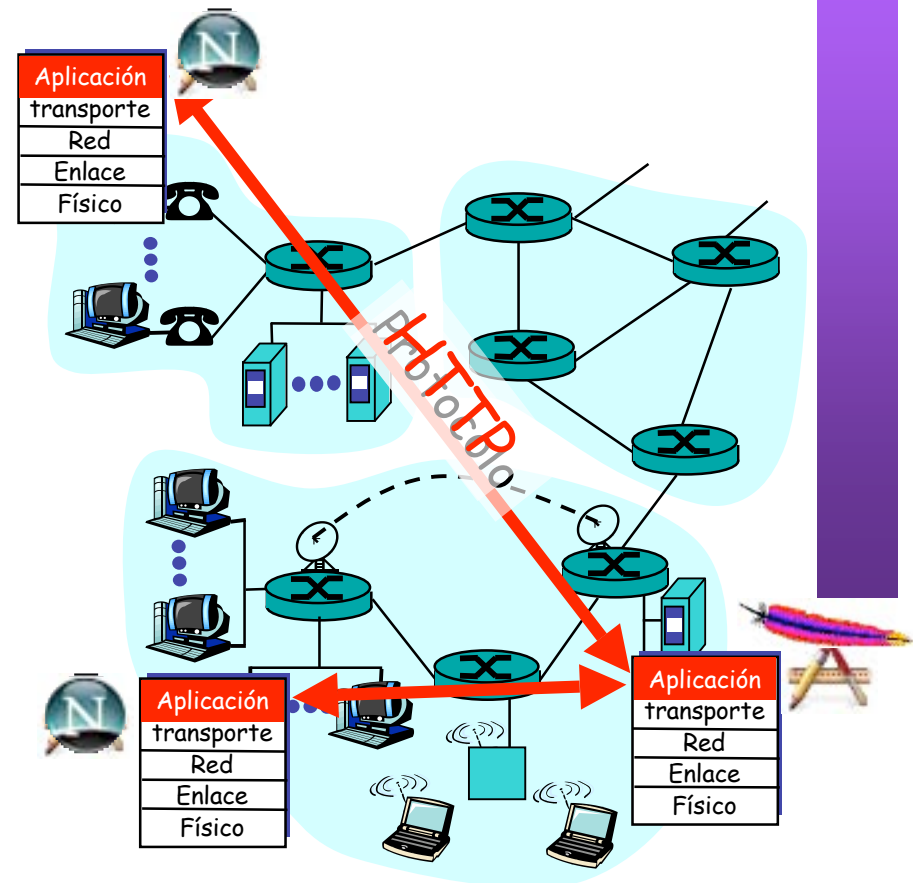 N
Aplicación
transporte
Red
Enlace
Físico
Protocolo-
HTTP
N
Aplicación
transporte
Red
Enlace
Físico
Aplicación
transporte
Red
Enlace
Físico